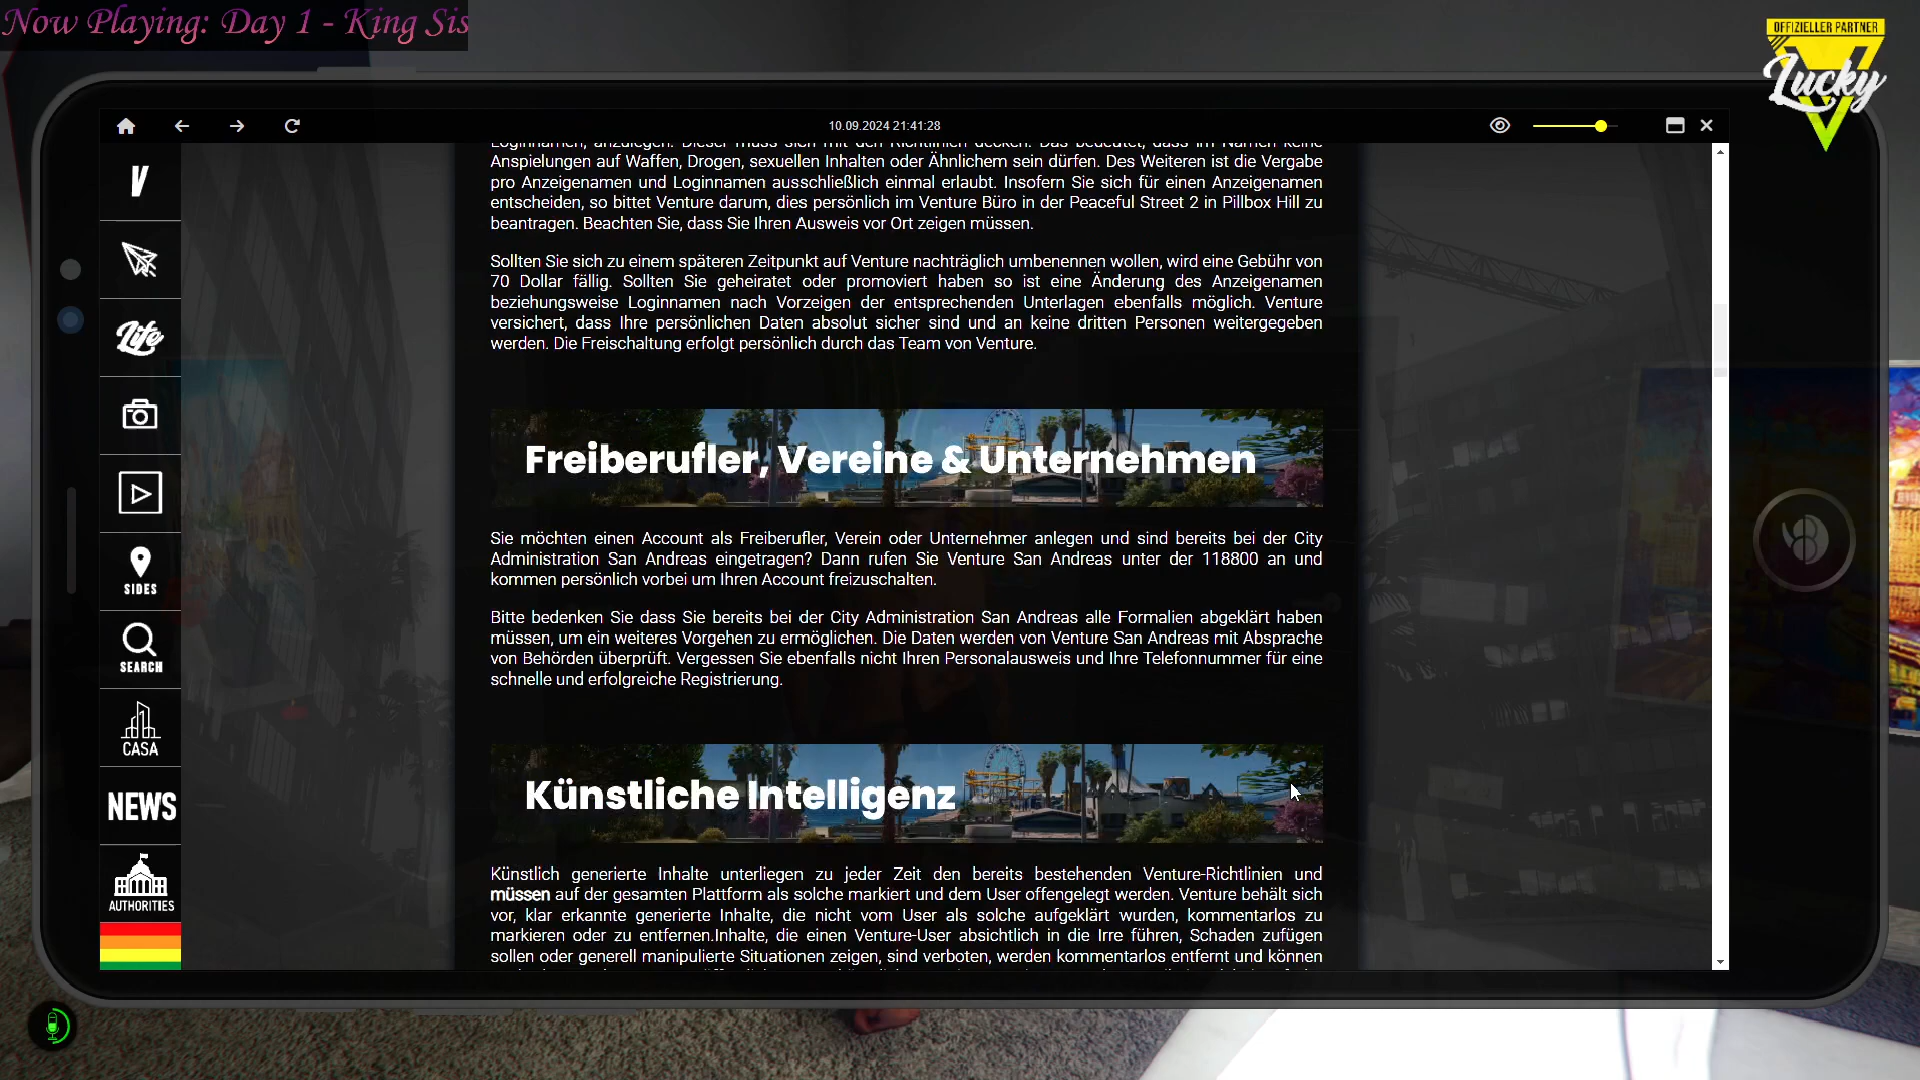 Now Playing: Day 1 - King Sis
OFFIZIELLER PARTNER
Lucky
10.09.2024 21:41:28
V
Life
SIDES
SEARCH
CASA
NEWS
AUTHORITIES
Loginnamen, anzulegen. Dieser muss sich mit den Richtlinien decken. Das bedeutet, dass im Namen keine
Anspielungen auf Waffen, Drogen, sexuellen Inhalten oder Ähnlichem sein dürfen. Des Weiteren ist die Vergabe
pro Anzeigenamen und Loginnamen ausschließlich einmal erlaubt. Insofern Sie sich für einen Anzeigenamen
entscheiden, so bittet Venture darum, dies persönlich im Venture Büro in der Peaceful Street 2 in Pillbox Hill zu
beantragen. Beachten Sie, dass Sie Ihren Ausweis vor Ort zeigen müssen.
Sollten Sie sich zu einem späteren Zeitpunkt auf Venture nachträglich umbenennen wollen, wird eine Gebühr von
70 Dollar fällig. Sollten Sie geheiratet oder promoviert haben so ist eine Änderung des Anzeigenamen
beziehungsweise Loginnamen nach Vorzeigen der entsprechenden Unterlagen ebenfalls möglich. Venture
versichert, dass Ihre persönlichen Daten absolut sicher sind und an keine dritten Personen weitergegeben
werden. Die Freischaltung erfolgt persönlich durch das Team von Venture.
Freiberufler, Vereine & Unternehmen
Sie möchten einen Account als Freiberufler, Verein oder Unternehmer anlegen und sind bereits bei der City
Administration San Andreas eingetragen? Dann rufen Sie Venture San Andreas unter der 118800 an und
kommen persönlich vorbei um Ihren Account freizuschalten.
Bitte bedenken Sie dass Sie bereits bei der City Administration San Andreas alle Formalien abgeklärt haben
müssen, um ein weiteres Vorgehen zu ermöglichen. Die Daten werden von Venture San Andreas mit Absprache
von Behörden überprüft. Vergessen Sie ebenfalls nicht Ihren Personalausweis und Ihre Telefonnummer für eine
schnelle und erfolgreiche Registrierung.
Künstliche Intelligenz
Künstlich generierte Inhalte unterliegen zu jeder Zeit den bereits bestehenden Venture-Richtlinien und
müssen auf der gesamten Plattform als solche markiert und dem User offengelegt werden. Venture behält sich
vor, klar erkannte generierte Inhalte, die nicht vom User als solche aufgeklärt wurden, kommentarlos zu
markieren oder zu entfernen.Inhalte, die einen Venture-User absichtlich in die Irre führen, Schaden zufügen
sollen oder generell manipulierte Situationen zeigen, sind verboten, werden kommentarlos entfernt und können